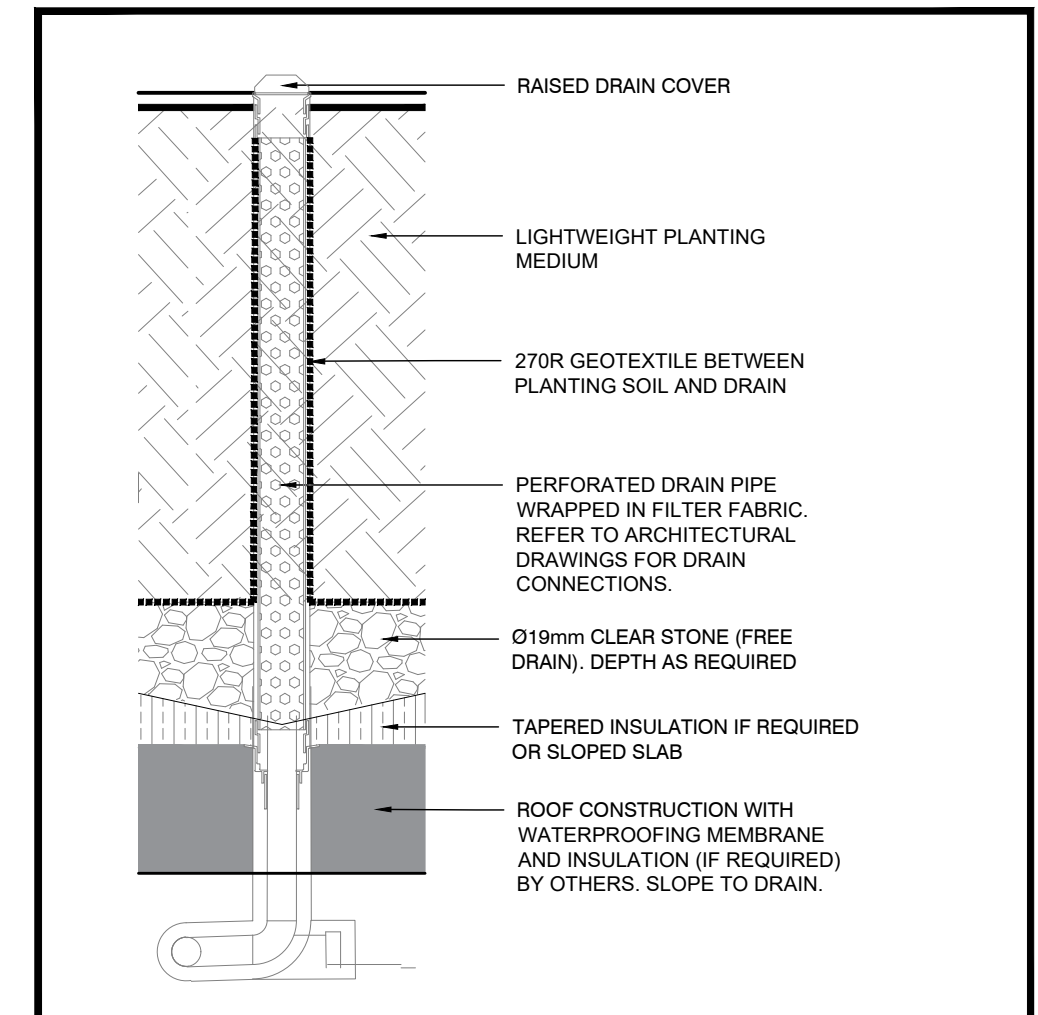 RAISED DRAIN COVER
LIGHTWEIGHT PLANTING
MEDIUM
270R GEOTEXTILE BETWEEN
PLANTING SOIL AND DRAIN
PERFORATED DRAIN PIPE
WRAPPED IN FILTER FABRIC.
REFER TO ARCHITECTURAL
DRAWINGS FOR DRAIN
CONNECTIONS.
Ø19mm CLEAR STONE (FREE
DRAIN). DEPTH AS REQUIRED
TAPERED INSULATION IF REQUIRED
OR SLOPED SLAB
ROOF CONSTRUCTION WITH
WATERPROOFING MEMBRANE
AND INSULATION (IF REQUIRED)
BY OTHERS. SLOPE TO DRAIN.